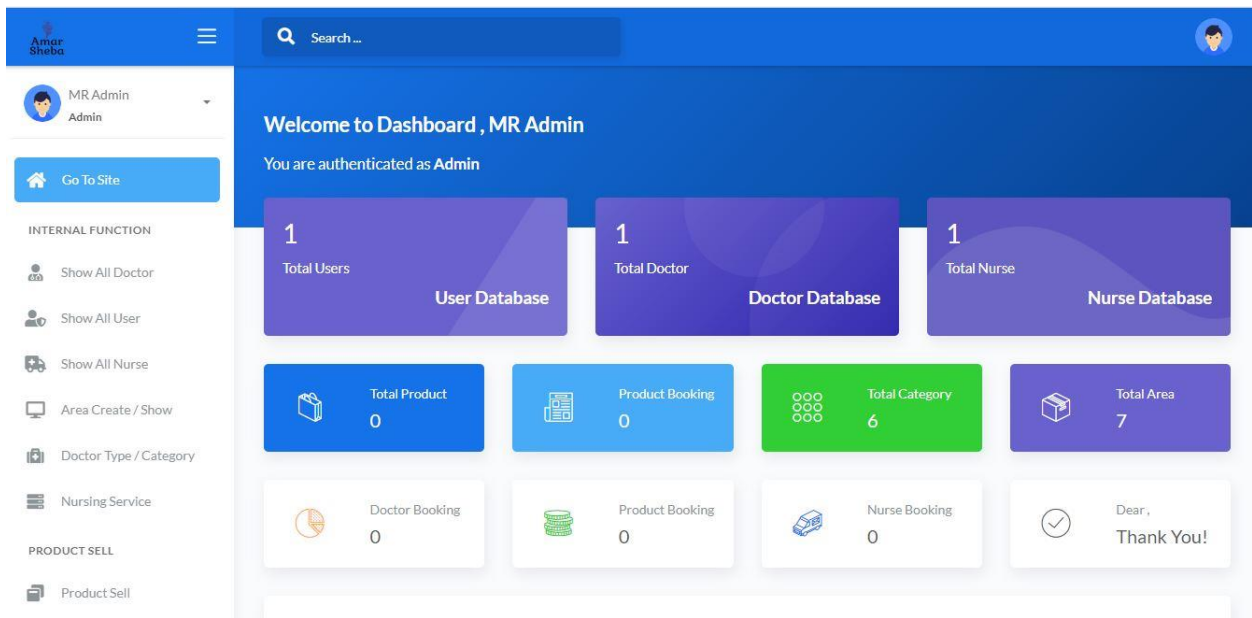 Amar
Sheba
Search ...
MR Admin
Admin
Go To Site
INTERNAL FUNCTION
Show All Doctor
Show All User
Show All Nurse
Area Create / Show
Doctor Type / Category
Nursing Service
PRODUCT SELL
Product Sell
Welcome to Dashboard , MR Admin
You are authenticated as Admin
1
Total Users
User Database
1
Total Doctor
Doctor Database
1
Total Nurse
Nurse Database
Total Product
0
Product Booking
0
Total Category
6
Total Area
7
Doctor Booking
0
Product Booking
0
Nurse Booking
0
Dear ,
Thank You!